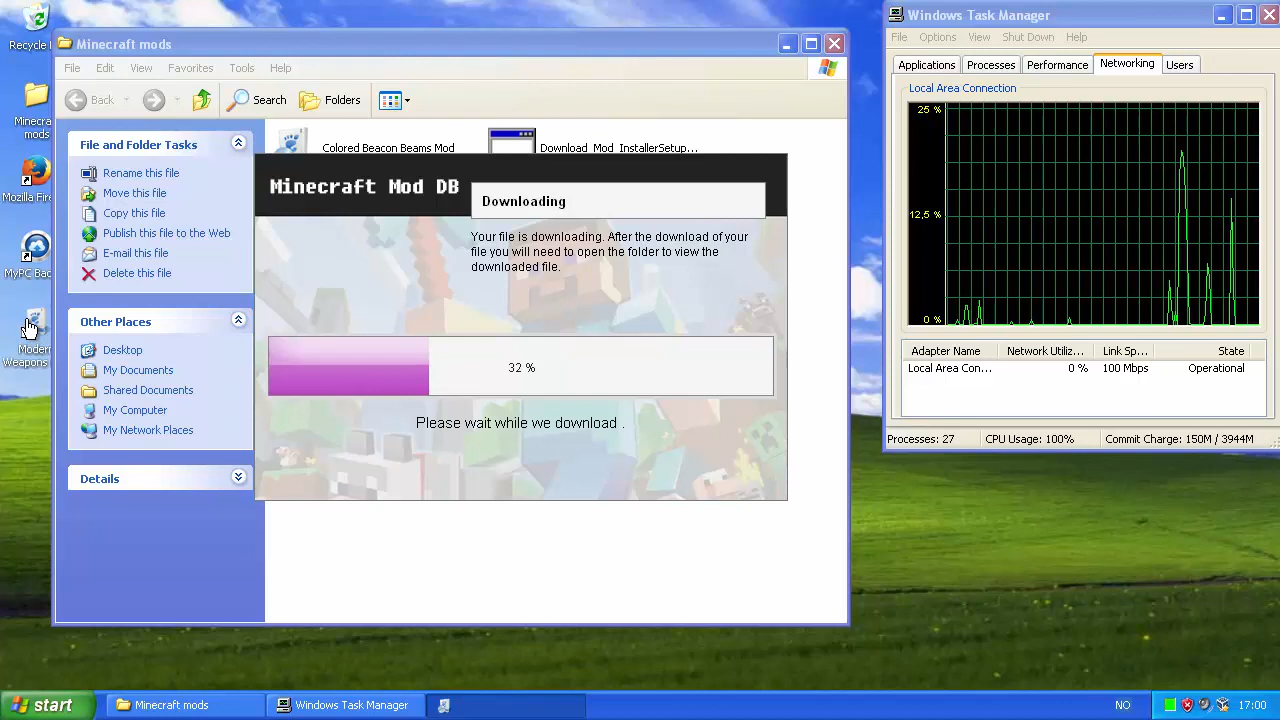 Recycle
Minecra
mods
Mozilla Fire
MyPC Bac
Modern
Weapons
Minecraft mods
File Edit View Favorites Tools Help
Back Search Folders
File and Folder Tasks
Rename this file
Move this file
Copy this file
Publish this file to the Web
E-mail this file
Delete this file
Other Places
Desktop
My Documents
Shared Documents
My Computer
My Network Places
Details
Colored Beacon Beams Mod
Download_Mod_InstallerSetup...
Minecraft Mod DB
Downloading
Your file is downloading. After the download of your
file you will need to open the folder to view the
downloaded file.
32 %
Please wait while we download .
Windows Task Manager
File Options View Shut Down Help
Applications Processes Performance Networking Users
Local Area Connection
25 %
12,5 %
0 %
Adapter Name Network Utiliz... Link Sp... State
Local Area Con... 0 % 100 Mbps Operational
Processes: 27 CPU Usage: 100% Commit Charge: 150M / 3944M
start Minecraft mods Windows Task Manager NO 17:00